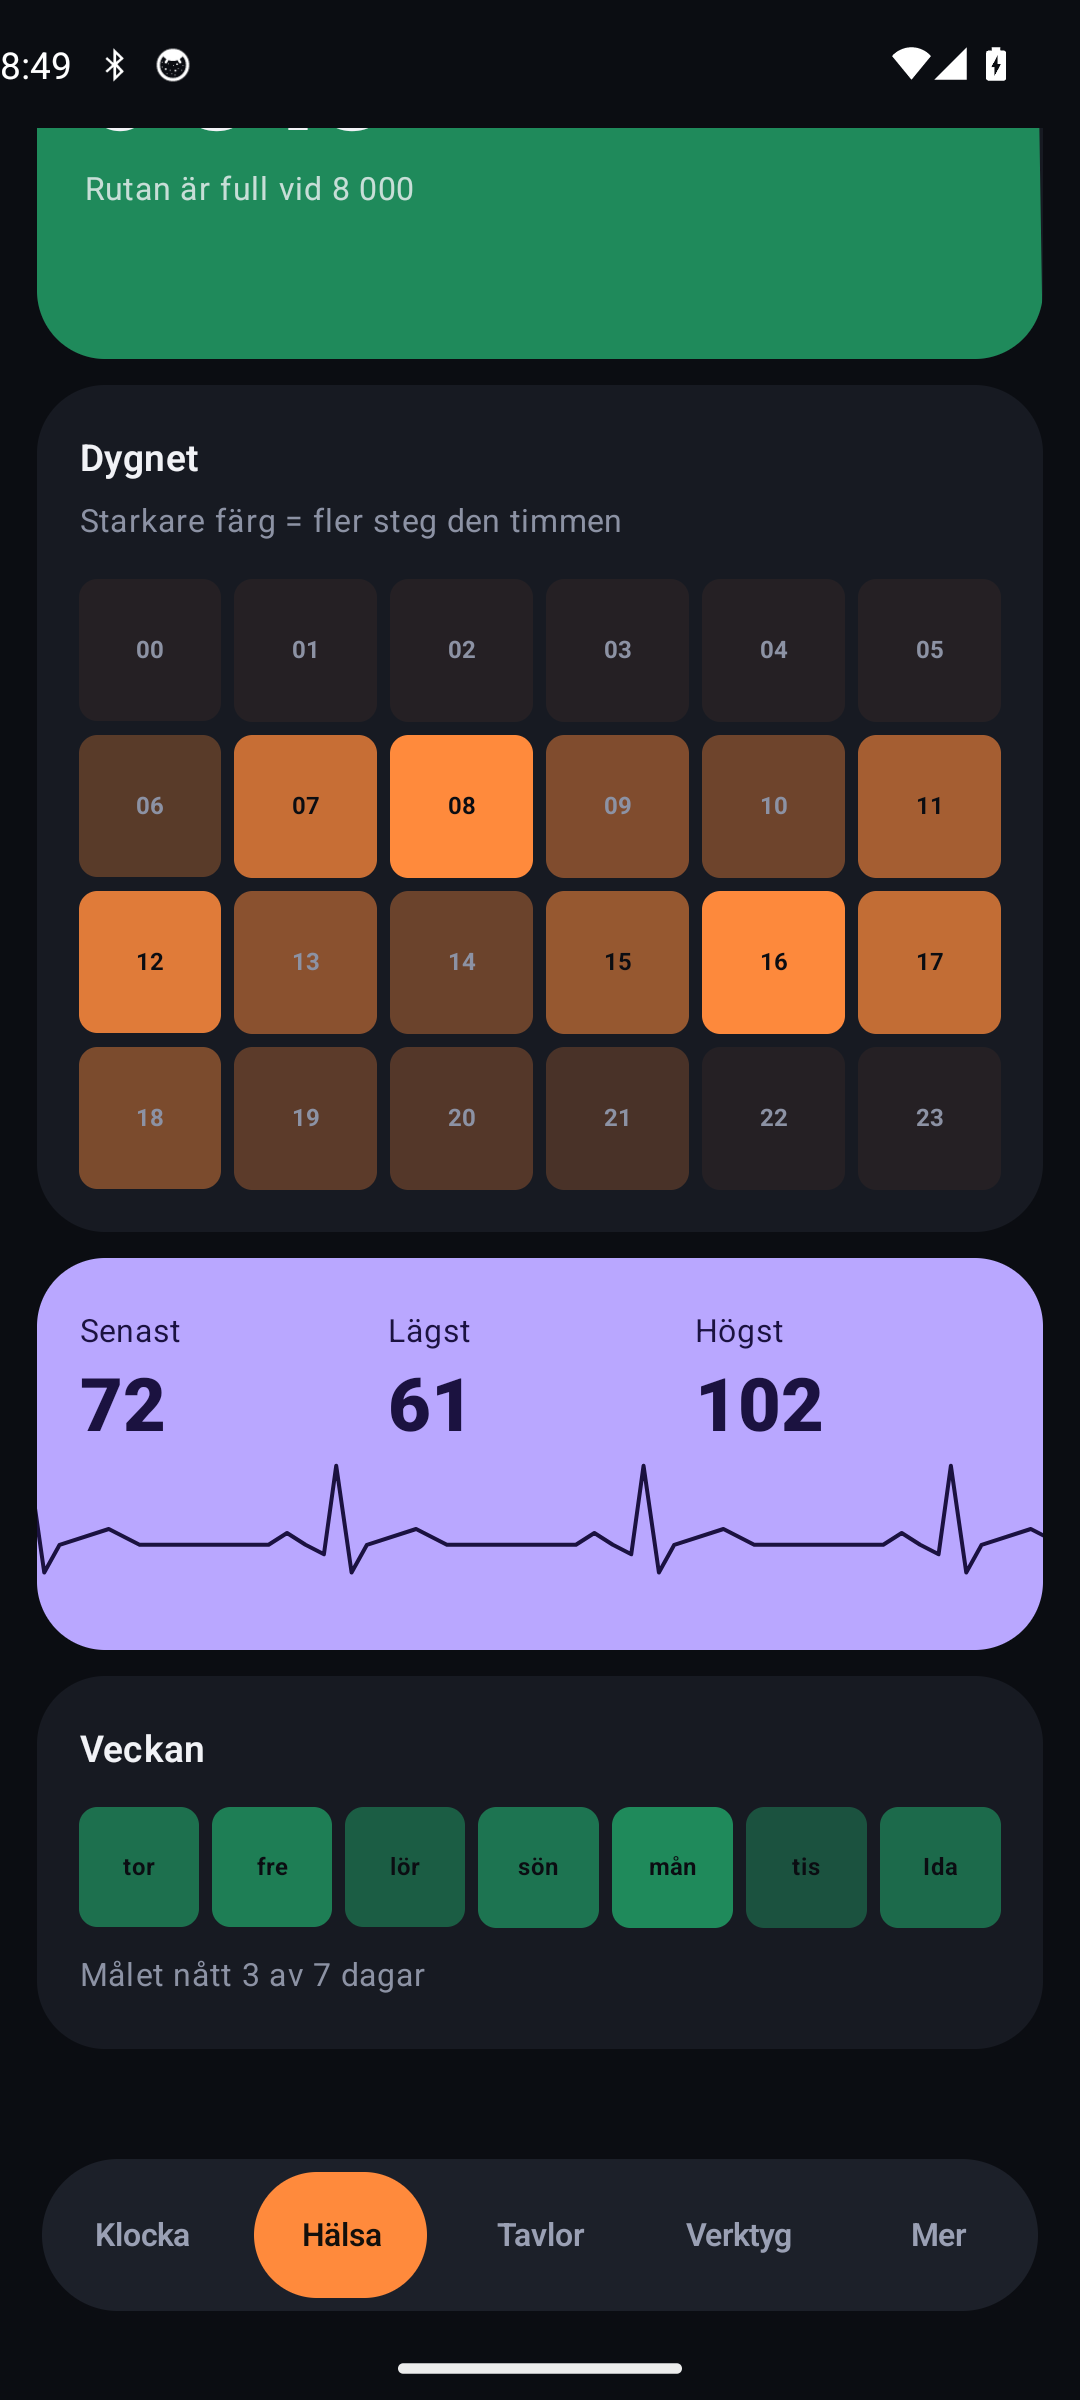 8:49
Rutan är full vid 8 000
Dygnet
Starkare färg = fler steg den timmen
00 01 02 03 04 05
06 07 08 09 10 11
12 13 14 15 16 17
18 19 20 21 22 23
Senast Lägst Högst
72 61 102
Veckan
tor fre lör sön mån tis Ida
Målet nått 3 av 7 dagar
Klocka Hälsa Tavlor Verktyg Mer